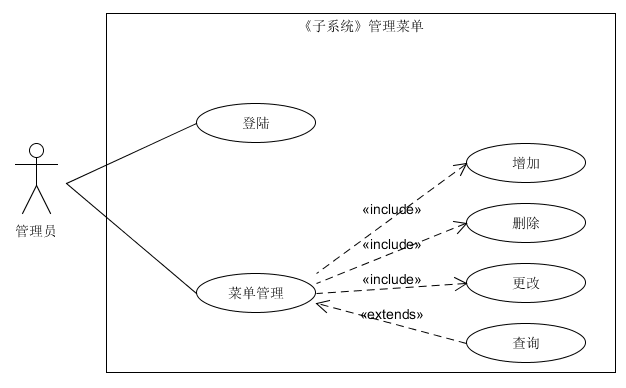 《子系统》管理菜单
登陆
增加
«include»
删除
管理员
«include»
更改
«include»
菜单管理
«extends»
查询